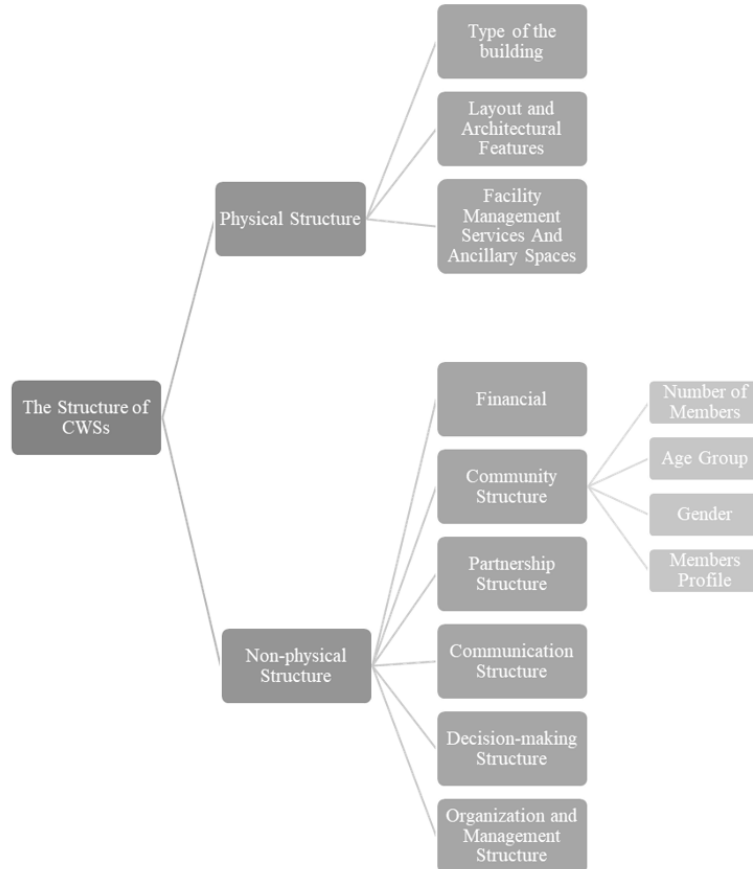 Type of the
building
Layout and
Architectural
Features
Facility
Management
Services And
Ancillary Spaces
Physical Structure
The Structure of
CWSs
Non-physical
Structure
Financial
Community
Structure
Number of
Members
Age Group
Gender
Members
Profile
Partnership
Structure
Communication
Structure
Decision-making
Structure
Organization and
Management
Structure